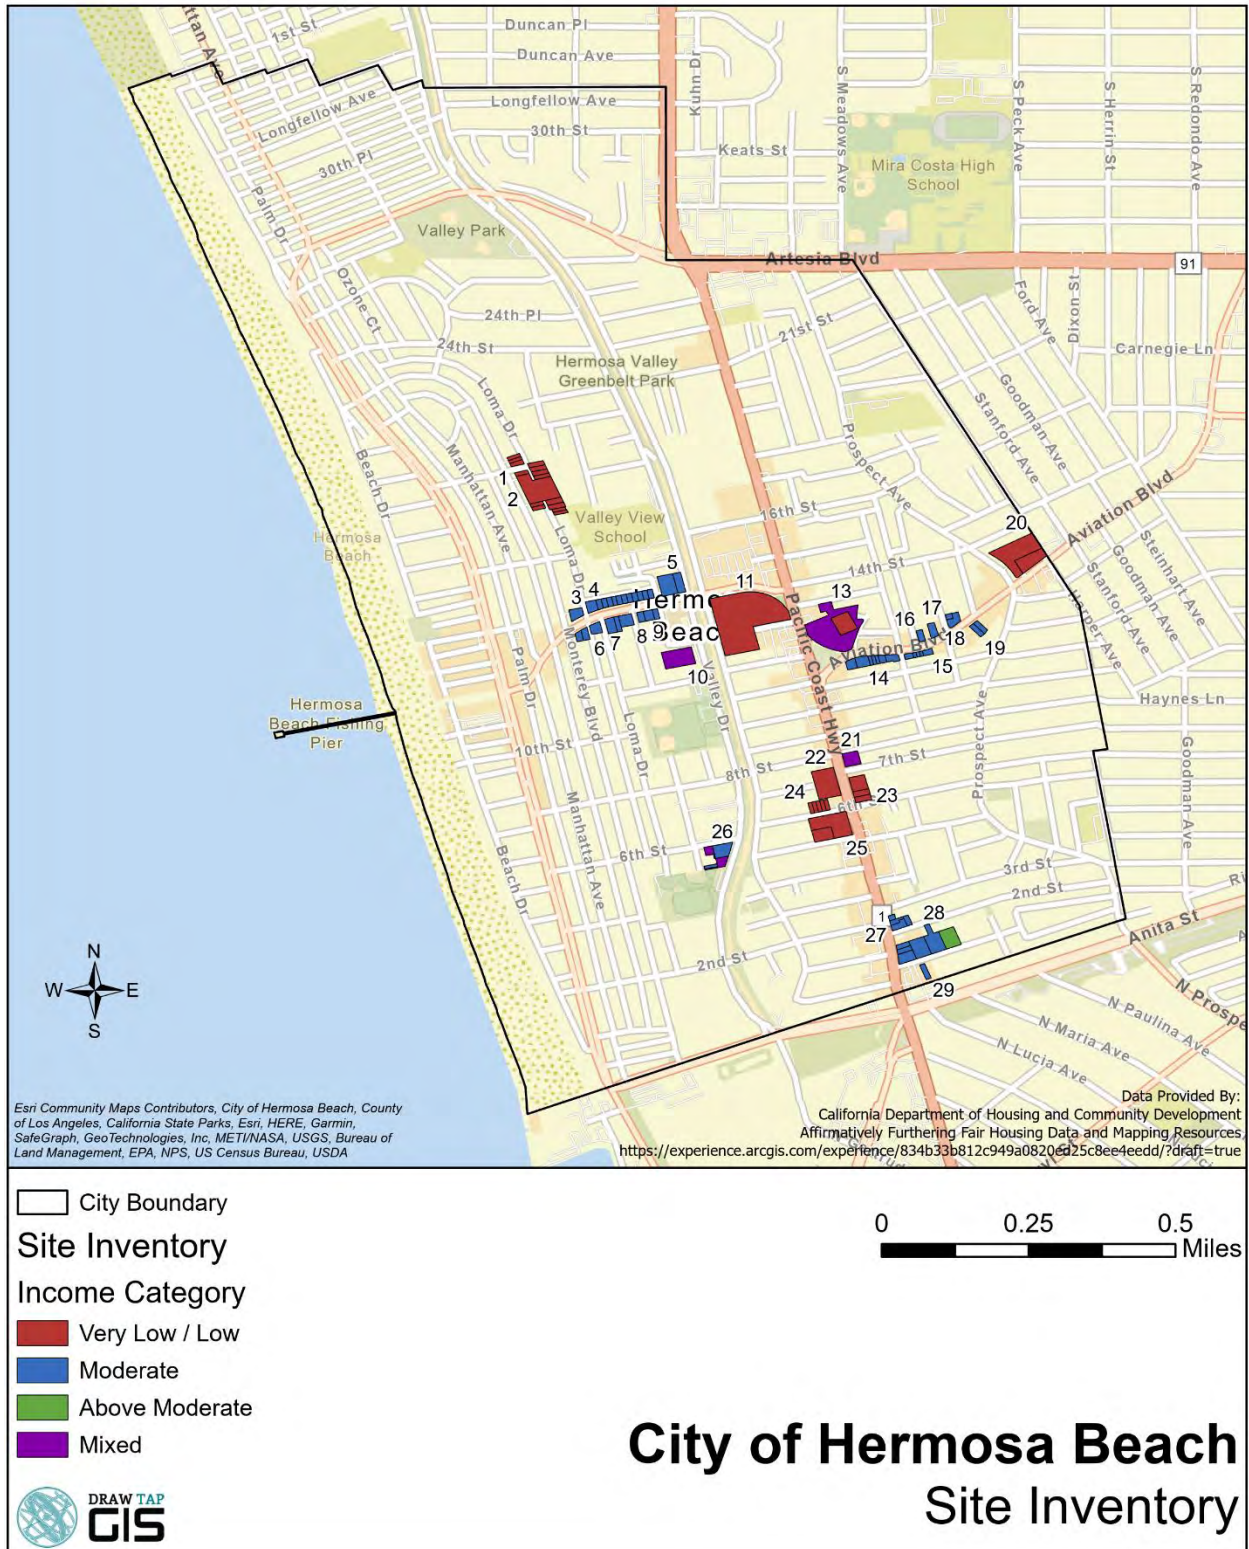 Duncan Pl
1st St
Duncan Ave
Longfellow Ave
30th St
Longfellow Ave
30th Pl
Kuhn Dr
S Meadows Ave
S Peck Ave
S Herrin St
S Redondo Ave
Keats St
Mira Costa High
School
Palm Dr
Valley Park
Artesia Blvd
91
Ozone Ct
24th Pl
24th St
21st St
Ford Ave
Dixon St
Carnegie Ln
Hermosa Valley
Greenbelt Park
Loma Dr
Goodman Ave
Stanford Ave
Prospect Ave
Beach Dr
Manhattan Ave
1
2
Valley View
School
16th St
20
Aviation Blvd
Hermosa
Beach
Loma Dr
14th St
Steinhart Ave
Goodman Ave
Stanford Ave
Harper Ave
5
4
3
11
13
17
16
18
19
15
14
6
7
8
9
10
Pacific Coast Hwy
Aviation Blvd
Palm Dr
Monterey Blvd
Valley Dr
Haynes Ln
Hermosa
Beach Fishing
Pier
10th St
Loma Dr
8th St
21
22
7th St
Prospect Ave
Goodman Ave
24
23
25
Manhattan Ave
26
6th St
Beach Dr
3rd St
2nd St
1
28
27
2nd St
29
Anita St
N
W
E
S
N Paulina Ave
N Maria Ave
N Lucia Ave
Esri Community Maps Contributors, City of Hermosa Beach, County
of Los Angeles, California State Parks, Esri, HERE, Garmin,
SafeGraph, GeoTechnologies, Inc, METI/NASA, USGS, Bureau of
Land Management, EPA, NPS, US Census Bureau, USDA
Data Provided By:
California Department of Housing and Community Development
Affirmatively Furthering Fair Housing Data and Mapping Resources
https://experience.arcgis.com/experience/834b33b812c949a0820ed25c8ee4eedd/?draft=true
City Boundary
Site Inventory
Income Category
Very Low / Low
Moderate
Above Moderate
Mixed
0
0.25
0.5
Miles
City of Hermosa Beach
Site Inventory
DRAW TAP
GIS